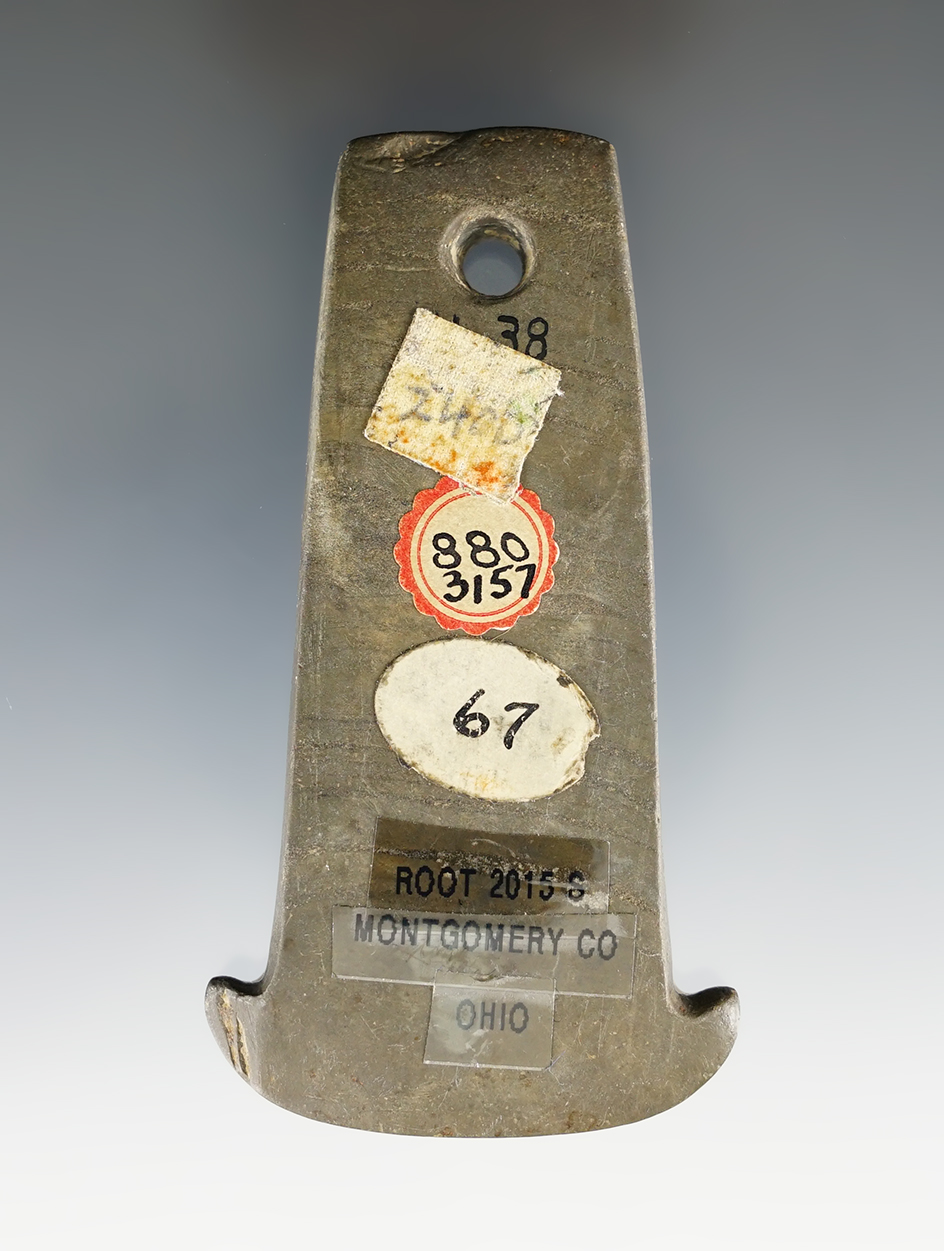 38
880
3157
67
ROOT 2015 S
MONTGOMERY CO
OHIO